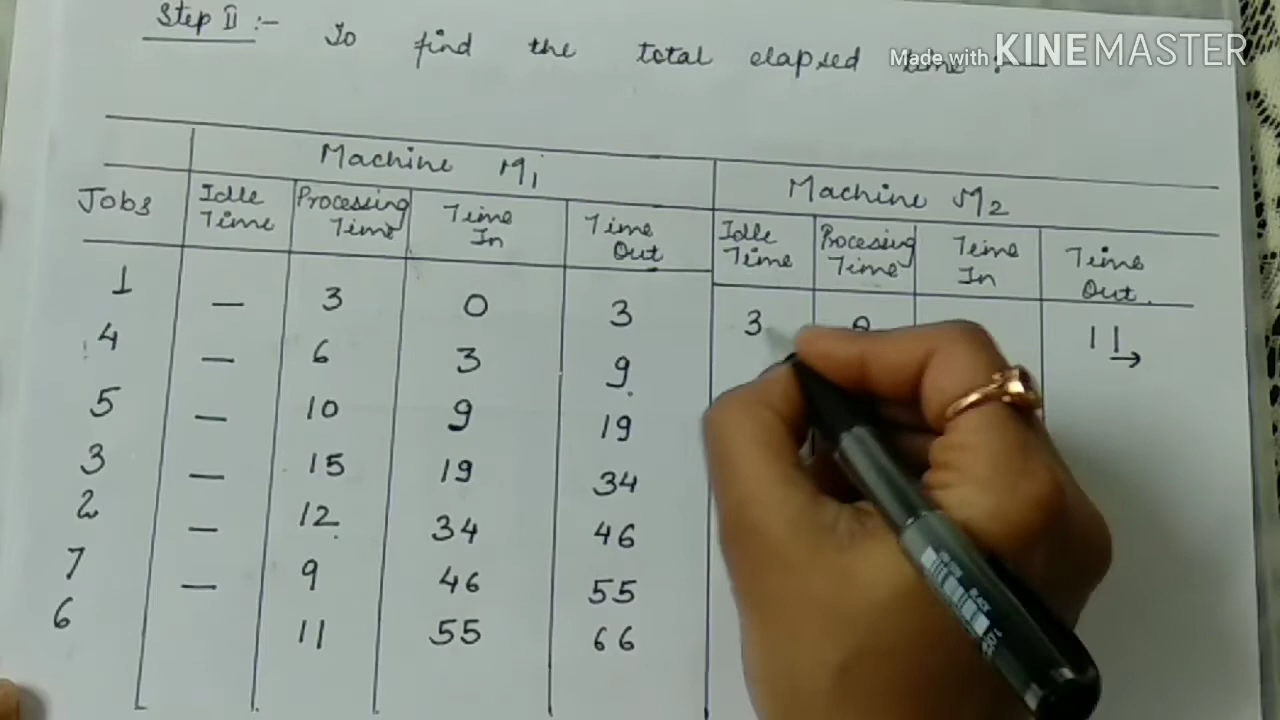 Step II :- To find the total elapsed time :—
Made with KINEMASTER
Machine M1 Machine M2
Jobs Idle Time Processing Time Time In Time Out Idle Time Processing Time Time In Time Out.
1 — 3 0 3 3 11
4 — 6 3 9
5 — 10 9 19
3 — 15 19 34
2 — 12 34 46
7 — 9 46 55
6 11 55 66